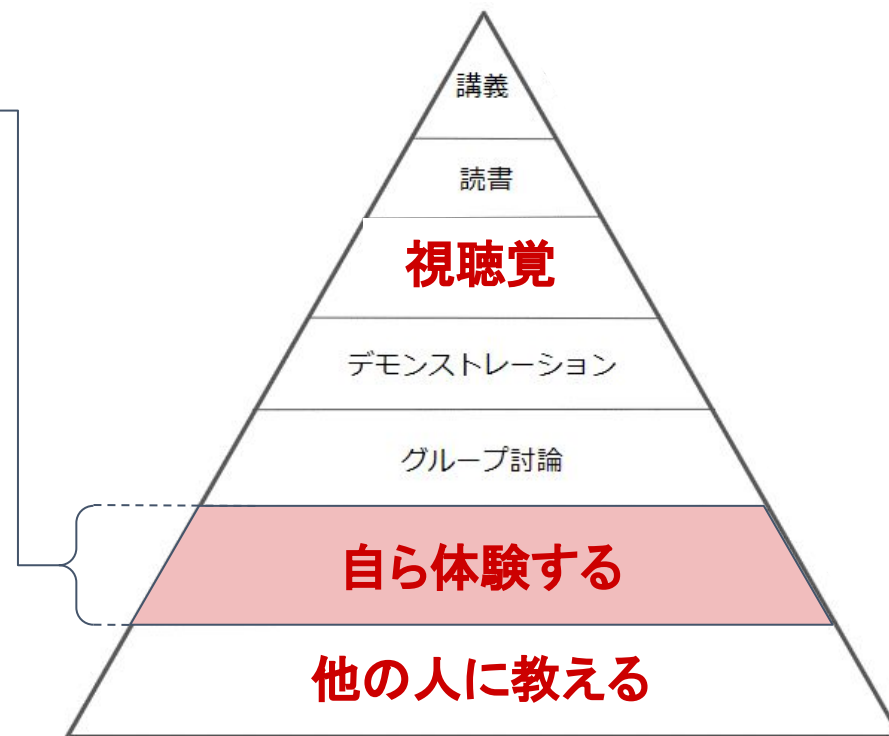 講義
読書
視聴覚
デモンストレーション
グループ討論
自ら体験する
他の人に教える